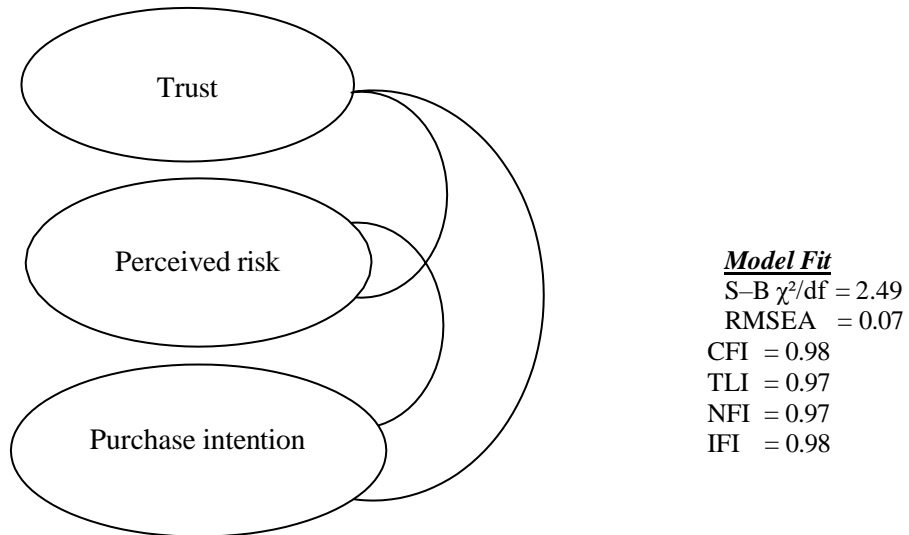 Trust
Perceived risk
Purchase intention
Model Fit
S–B χ²/df = 2.49
RMSEA = 0.07
CFI = 0.98
TLI = 0.97
NFI = 0.97
IFI = 0.98